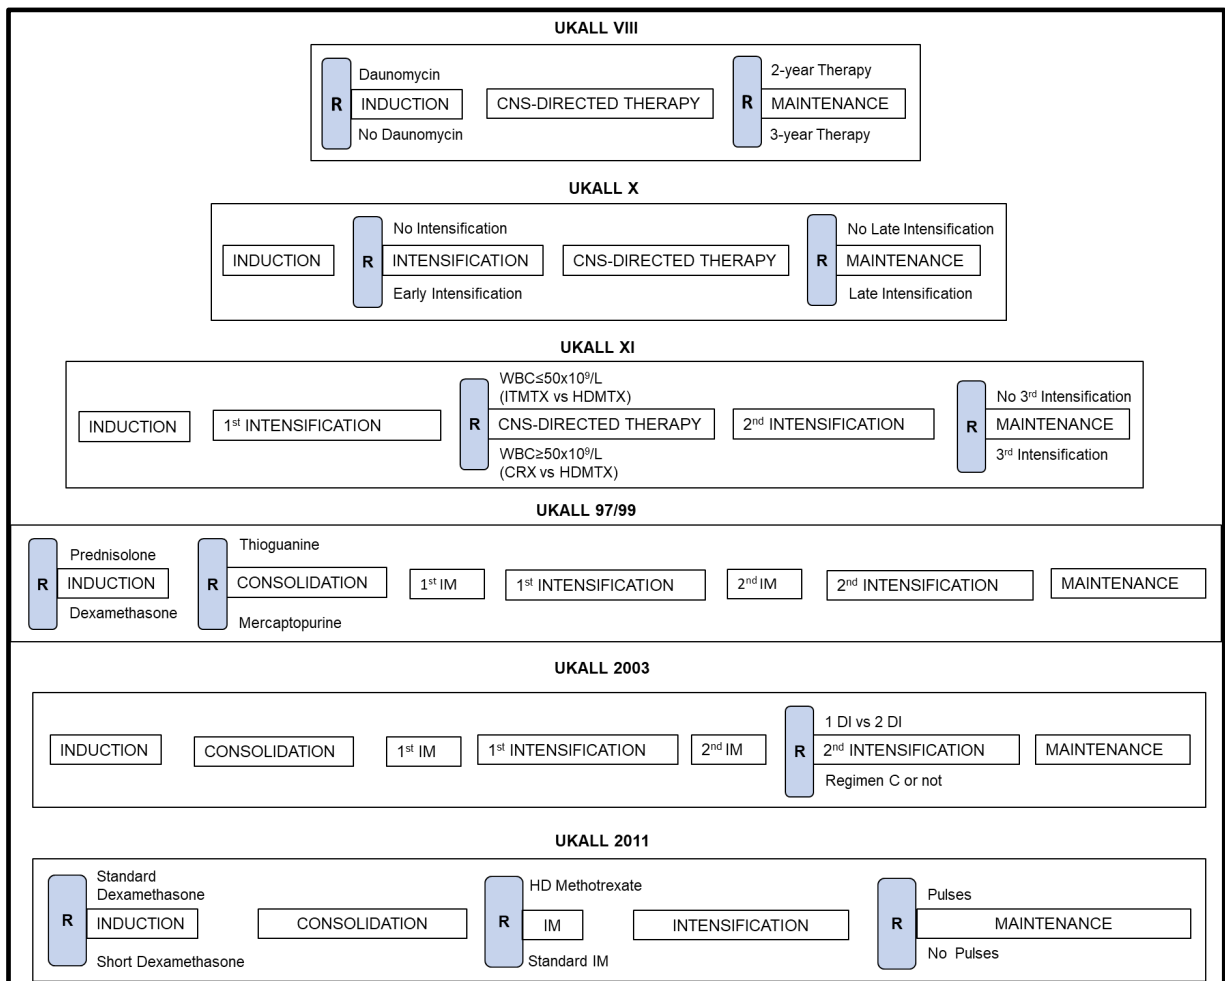 UKALL VIII
Daunomycin
2-year Therapy
R
INDUCTION
CNS-DIRECTED THERAPY
R
MAINTENANCE
No Daunomycin
3-year Therapy
UKALL X
No Intensification
No Late Intensification
INDUCTION
R
INTENSIFICATION
CNS-DIRECTED THERAPY
R
MAINTENANCE
Early Intensification
Late Intensification
UKALL XI
WBC≤50x10⁹/L
(ITMTX vs HDMTX)
No 3rd Intensification
INDUCTION
1st INTENSIFICATION
R
CNS-DIRECTED THERAPY
2nd INTENSIFICATION
R
MAINTENANCE
WBC≥50x10⁹/L
(CRX vs HDMTX)
3rd Intensification
UKALL 97/99
Prednisolone
Thioguanine
R
INDUCTION
R
CONSOLIDATION
1st IM
1st INTENSIFICATION
2nd IM
2nd INTENSIFICATION
MAINTENANCE
Dexamethasone
Mercaptopurine
UKALL 2003
1 DI vs 2 DI
INDUCTION
CONSOLIDATION
1st IM
1st INTENSIFICATION
2nd IM
R
2nd INTENSIFICATION
MAINTENANCE
Regimen C or not
UKALL 2011
Standard
Dexamethasone
HD Methotrexate
Pulses
R
INDUCTION
CONSOLIDATION
R
IM
INTENSIFICATION
R
MAINTENANCE
Short Dexamethasone
Standard IM
No Pulses